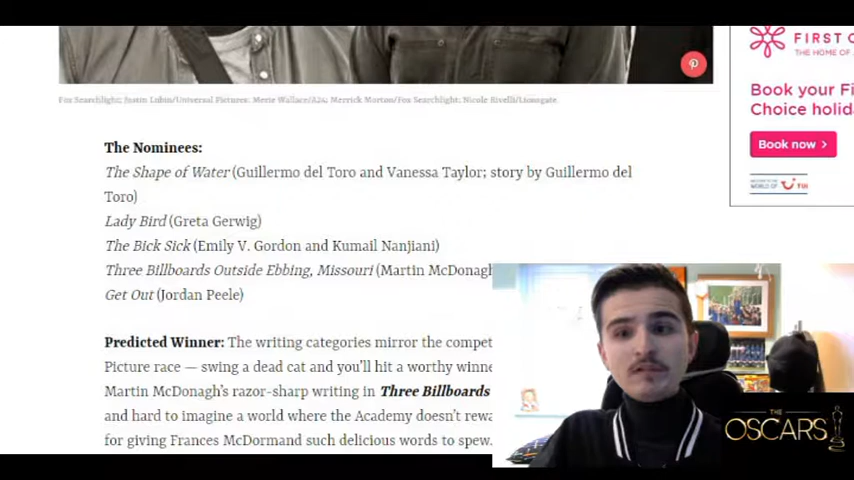 FIRST C
THE HOME OF
Book your Fi
Choice holid
Book now >
WORLD OF TUI
Fox Searchlight; Justin Lubin/Universal Pictures; Merie Wallace/A24; Merrick Morton/Fox Searchlight; Nicole Rivelli/Lionsgate
The Nominees:
The Shape of Water (Guillermo del Toro and Vanessa Taylor; story by Guillermo del
Toro)
Lady Bird (Greta Gerwig)
The Bick Sick (Emily V. Gordon and Kumail Nanjiani)
Three Billboards Outside Ebbing, Missouri (Martin McDonagh
Get Out (Jordan Peele)
Predicted Winner: The writing categories mirror the compet
Picture race — swing a dead cat and you'll hit a worthy winne
Martin McDonagh's razor-sharp writing in Three Billboards
and hard to imagine a world where the Academy doesn't rewa
for giving Frances McDormand such delicious words to spew.
THE
OSCARS